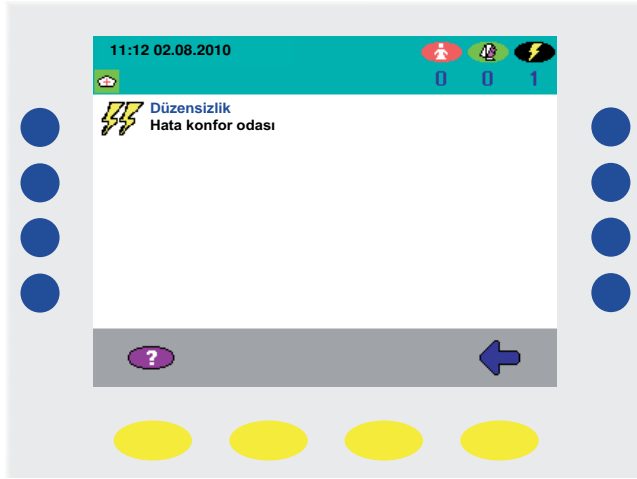 11:12 02.08.2010
0 0 1
Düzensizlik
Hata konfor odası
?